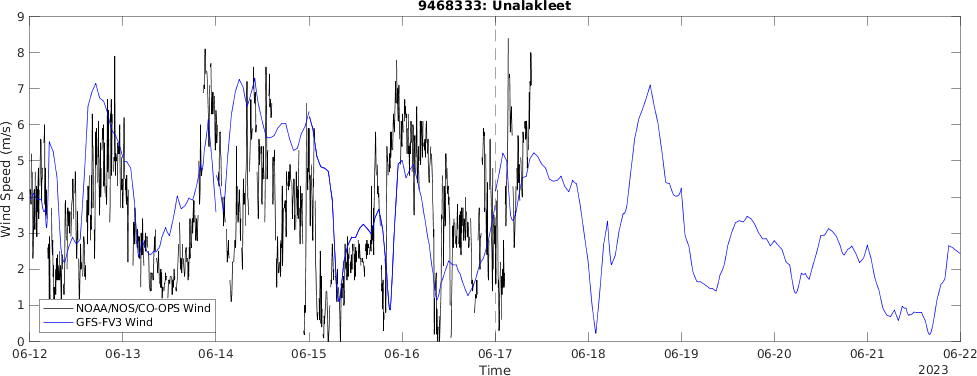 9468333: Unalakleet
Wind Speed (m/s)
9
8
7
6
5
4
3
2
1
0
NOAA/NOS/CO-OPS Wind
GFS-FV3 Wind
06-12 06-13 06-14 06-15 06-16 06-17 06-18 06-19 06-20 06-21 06-22
Time
2023